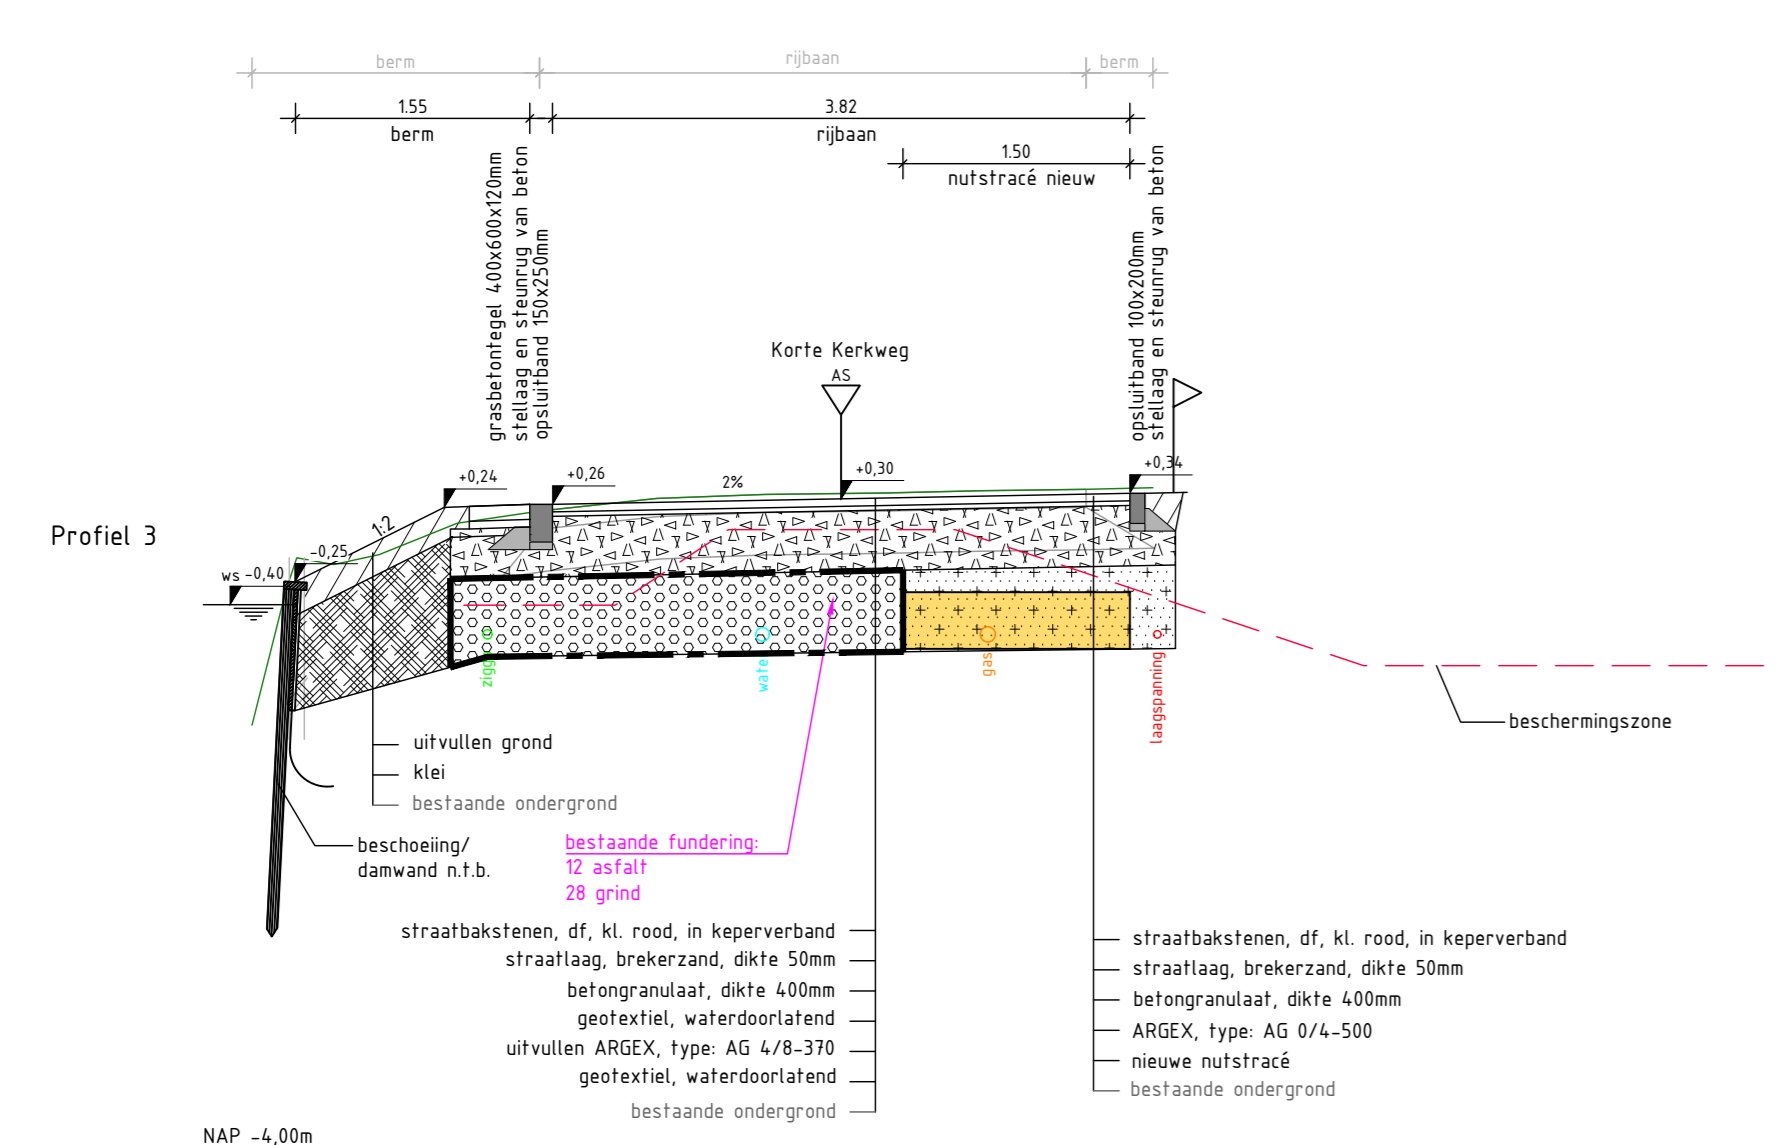 berm
rijbaan
berm
1.55
3.82
berm
rijbaan
1.50
nutstracé nieuw
grasbetontegel 400x600x120mm
stellaag en steunrug van beton
opsluitband 150x250mm
opsluitband 100x200mm
stellaag en steunrug van beton
Korte Kerkweg
AS
+0,24
+0,26
2%
+0,30
+0,34
Profiel 3
1:2
-0,25
ws -0,40
ziggo
water
gas
laagspanning
beschermingszone
uitvullen grond
klei
bestaande ondergrond
beschoeiing/
damwand n.t.b.
bestaande fundering:
12 asfalt
28 grind
straatbakstenen, df, kl. rood, in keperverband
straatlaag, brekerzand, dikte 50mm
betongranulaat, dikte 400mm
geotextiel, waterdoorlatend
uitvullen ARGEX, type: AG 4/8-370
geotextiel, waterdoorlatend
bestaande ondergrond
straatbakstenen, df, kl. rood, in keperverband
straatlaag, brekerzand, dikte 50mm
betongranulaat, dikte 400mm
ARGEX, type: AG 0/4-500
nieuwe nutstracé
bestaande ondergrond
NAP -4,00m